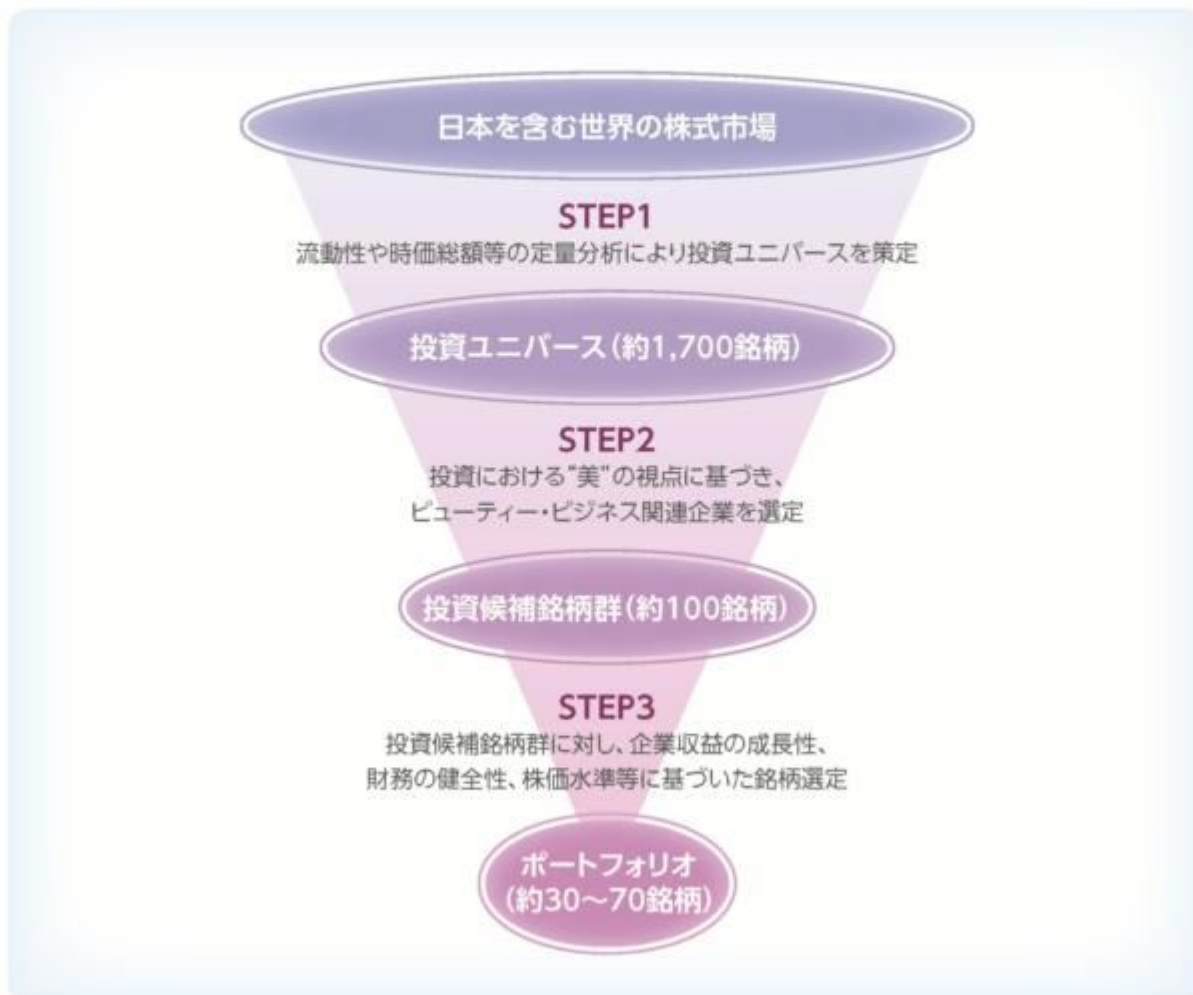 日本を含む世界の株式市場
STEP1
流動性や時価総額等の定量分析により投資ユニバースを策定
投資ユニバース(約1,700銘柄)
STEP2
投資における“美”の視点に基づき、
ビューティー・ビジネス関連企業を選定
投資候補銘柄群(約100銘柄)
STEP3
投資候補銘柄群に対し、企業収益の成長性、
財務の健全性、株価水準等に基づいた銘柄選定
ポートフォリオ
(約30～70銘柄)